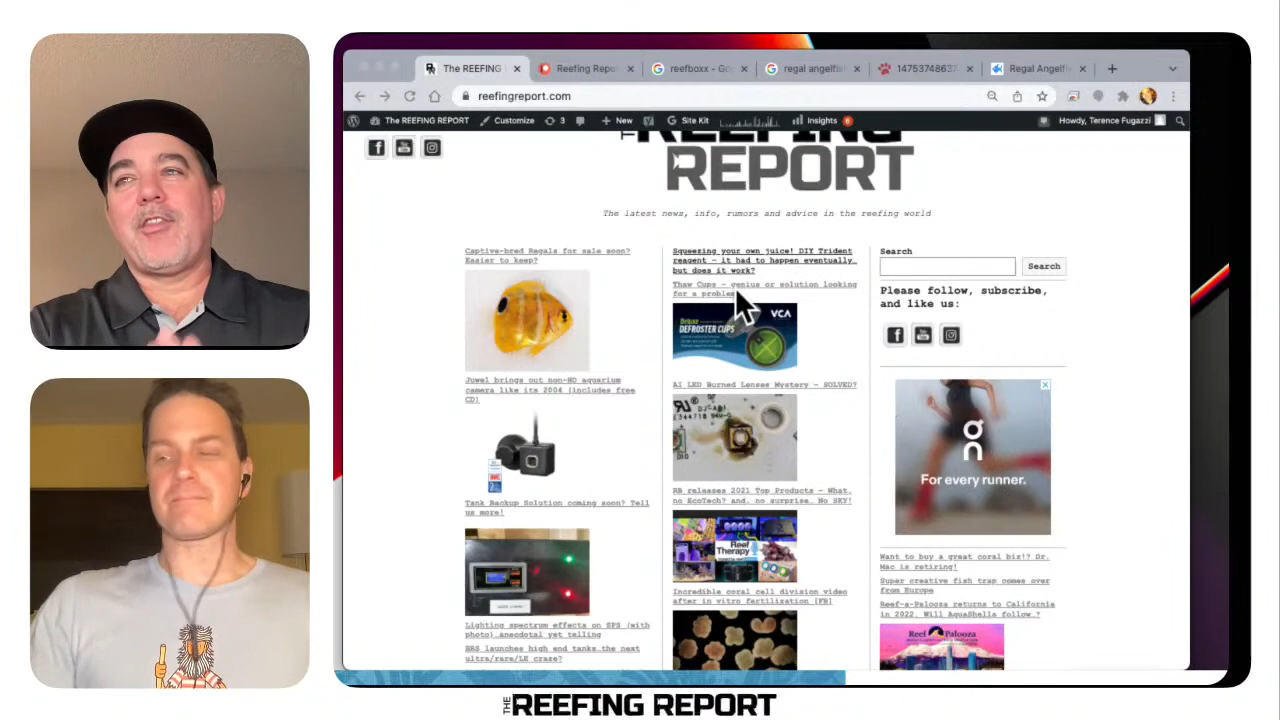 The REEFING
Reefing Repo
reefboxx - Go
regal angelfis
1475374863
Regal Angelfi
reefingreport.com
The REEFING REPORT
Customize
3
New
Site Kit
Insights
6
Howdy, Terence Fugazzi
THE REEFING
REPORT
The latest news, info, rumors and advice in the reefing world
Captive-bred Regals for sale soon?
Easier to keep?
Juwel brings out non-HD aquarium
camera like its 2004 (includes free
CD)
Tank Backup Solution coming soon? Tell
us more!
Lighting spectrum effects on SPS (with
photo) anecdotal yet telling
BRS launches high end tanks…the next
ultra/rare/LE craze?
Squeezing your own juice! DIY Trident
reagent – it had to happen eventually…
but does it work?
Thaw Cups – genius or solution looking
for a problem
Deluxe
DEFROSTER CUPS
VCA
AI LED Burned Lenses Mystery – SOLVED?
RB releases 2021 Top Products – What,
no EcoTech? and, no surprise… No SKY!
Reef
Therapy
Incredible coral cell division video
after in vitro fertilization [FB]
Search
Search
Please follow, subscribe,
and like us:
on
For every runner.
Want to buy a great coral biz!? Dr.
Mac is retiring!
Super creative fish trap comes over
from Europe
Reef-a-Palooza returns to California
in 2022. Will AquaShella follow…?
Reef Palooza
THE REEFING REPORT